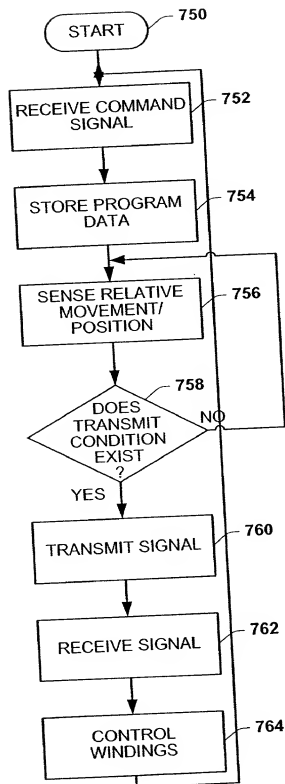 START
750
RECEIVE COMMAND
SIGNAL
752
STORE PROGRAM
DATA
754
SENSE RELATIVE
MOVEMENT/
POSITION
756
758
DOES
TRANSMIT
CONDITION
EXIST
?
NO
YES
TRANSMIT SIGNAL
760
RECEIVE SIGNAL
762
CONTROL
WINDINGS
764